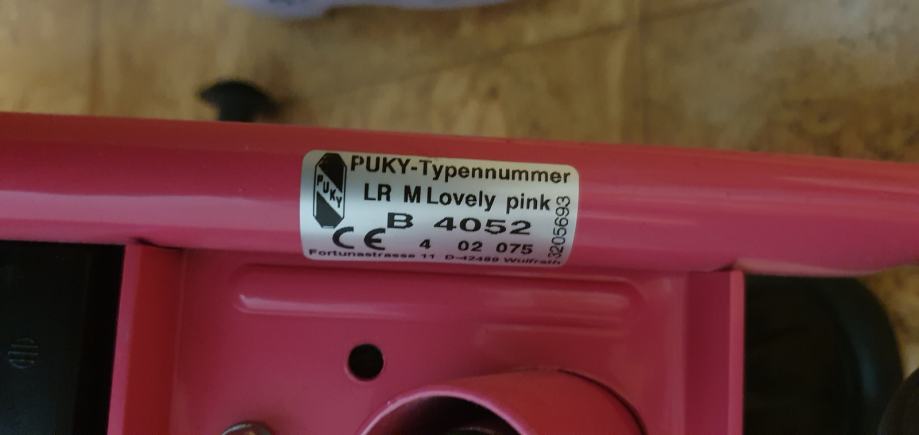 PUKY
PUKY-Typennummer
LR M Lovely pink
B 4052
CE 4 02 075
Fortunastrasse 11 D-42489 Wülfrath
3205693